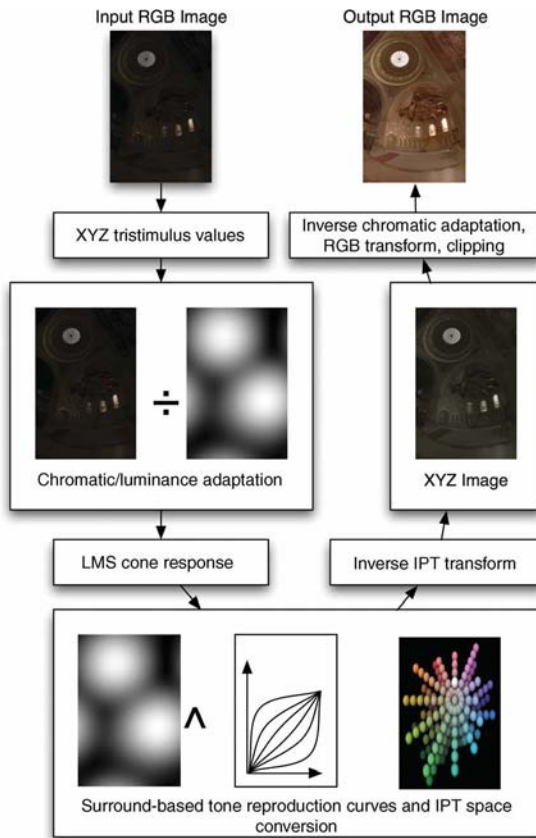 Input RGB Image
Output RGB Image
XYZ tristimulus values
Inverse chromatic adaptation,
RGB transform, clipping
÷
Chromatic/luminance adaptation
XYZ Image
LMS cone response
Inverse IPT transform
^
Surround-based tone reproduction curves and IPT space
conversion